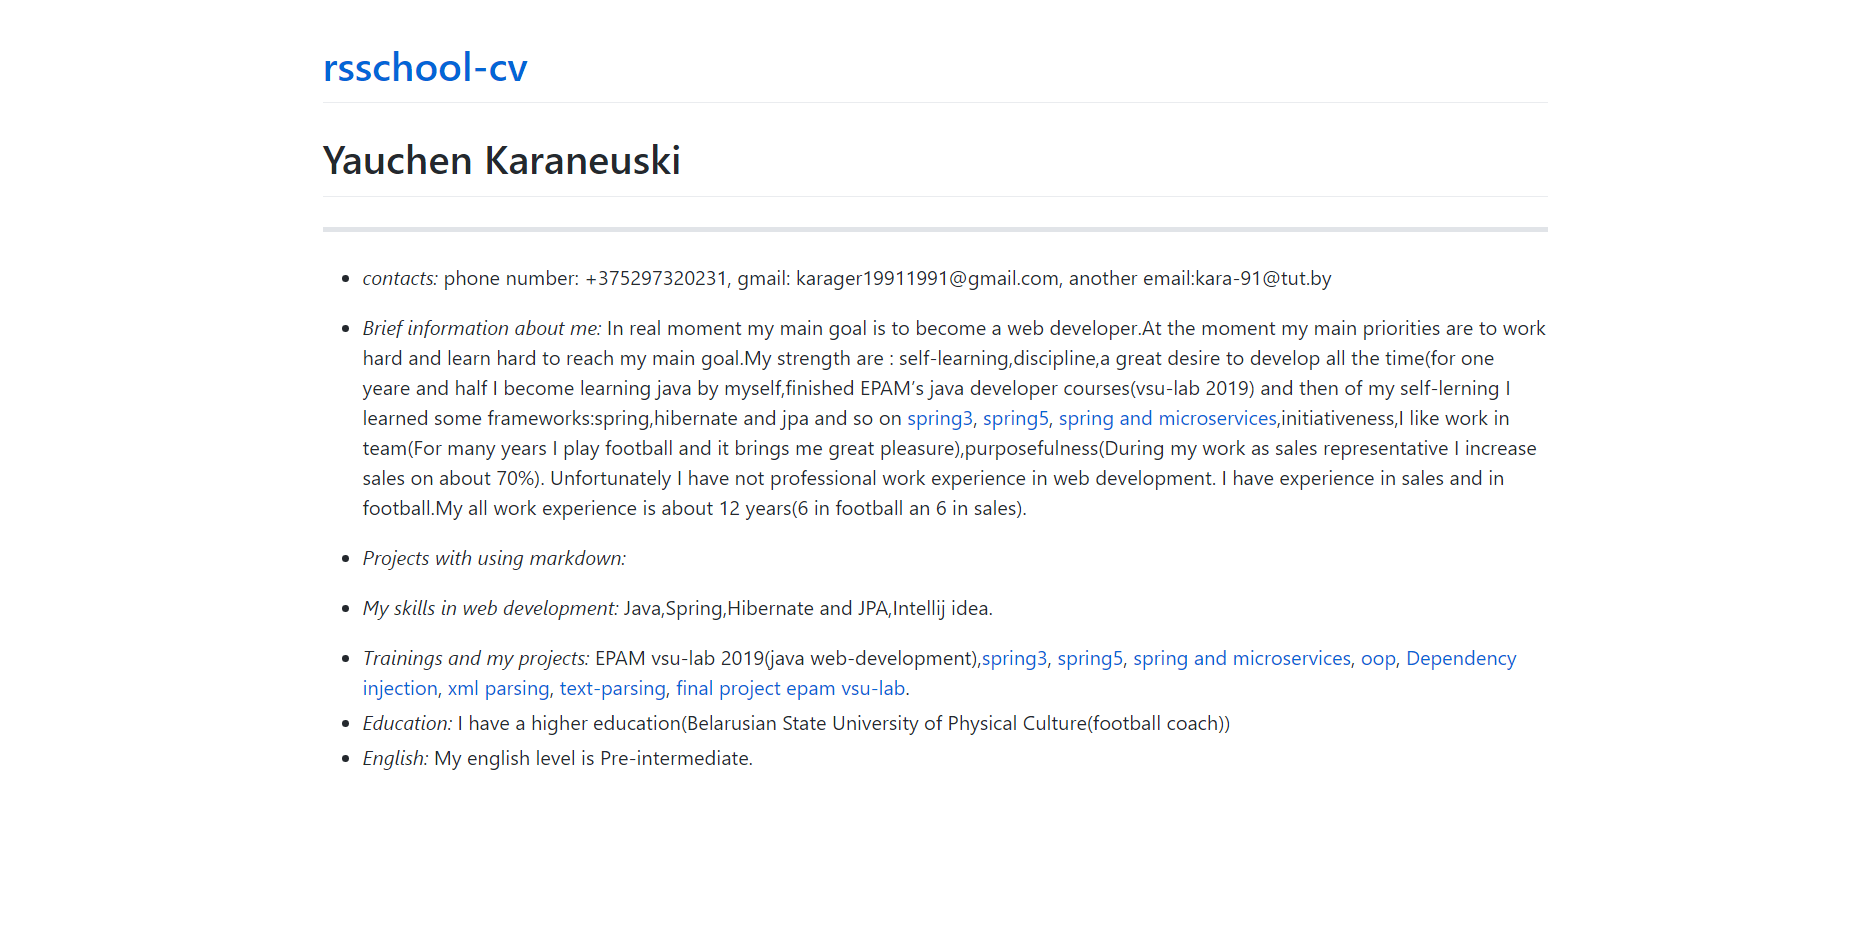 rsschool-cv
Yauchen Karaneuski
contacts: phone number: +375297320231, gmail: karager19911991@gmail.com, another email:kara-91@tut.by
Brief information about me: In real moment my main goal is to become a web developer.At the moment my main priorities are to work
hard and learn hard to reach my main goal.My strength are : self-learning,discipline,a great desire to develop all the time(for one
yeare and half I become learning java by myself,finished EPAM’s java developer courses(vsu-lab 2019) and then of my self-lerning I
learned some frameworks:spring,hibernate and jpa and so on spring3, spring5, spring and microservices,initiativeness,I like work in
team(For many years I play football and it brings me great pleasure),purposefulness(During my work as sales representative I increase
sales on about 70%). Unfortunately I have not professional work experience in web development. I have experience in sales and in
football.My all work experience is about 12 years(6 in football an 6 in sales).
Projects with using markdown:
My skills in web development: Java,Spring,Hibernate and JPA,Intellij idea.
Trainings and my projects: EPAM vsu-lab 2019(java web-development),spring3, spring5, spring and microservices, oop, Dependency
injection, xml parsing, text-parsing, final project epam vsu-lab.
Education: I have a higher education(Belarusian State University of Physical Culture(football coach))
English: My english level is Pre-intermediate.